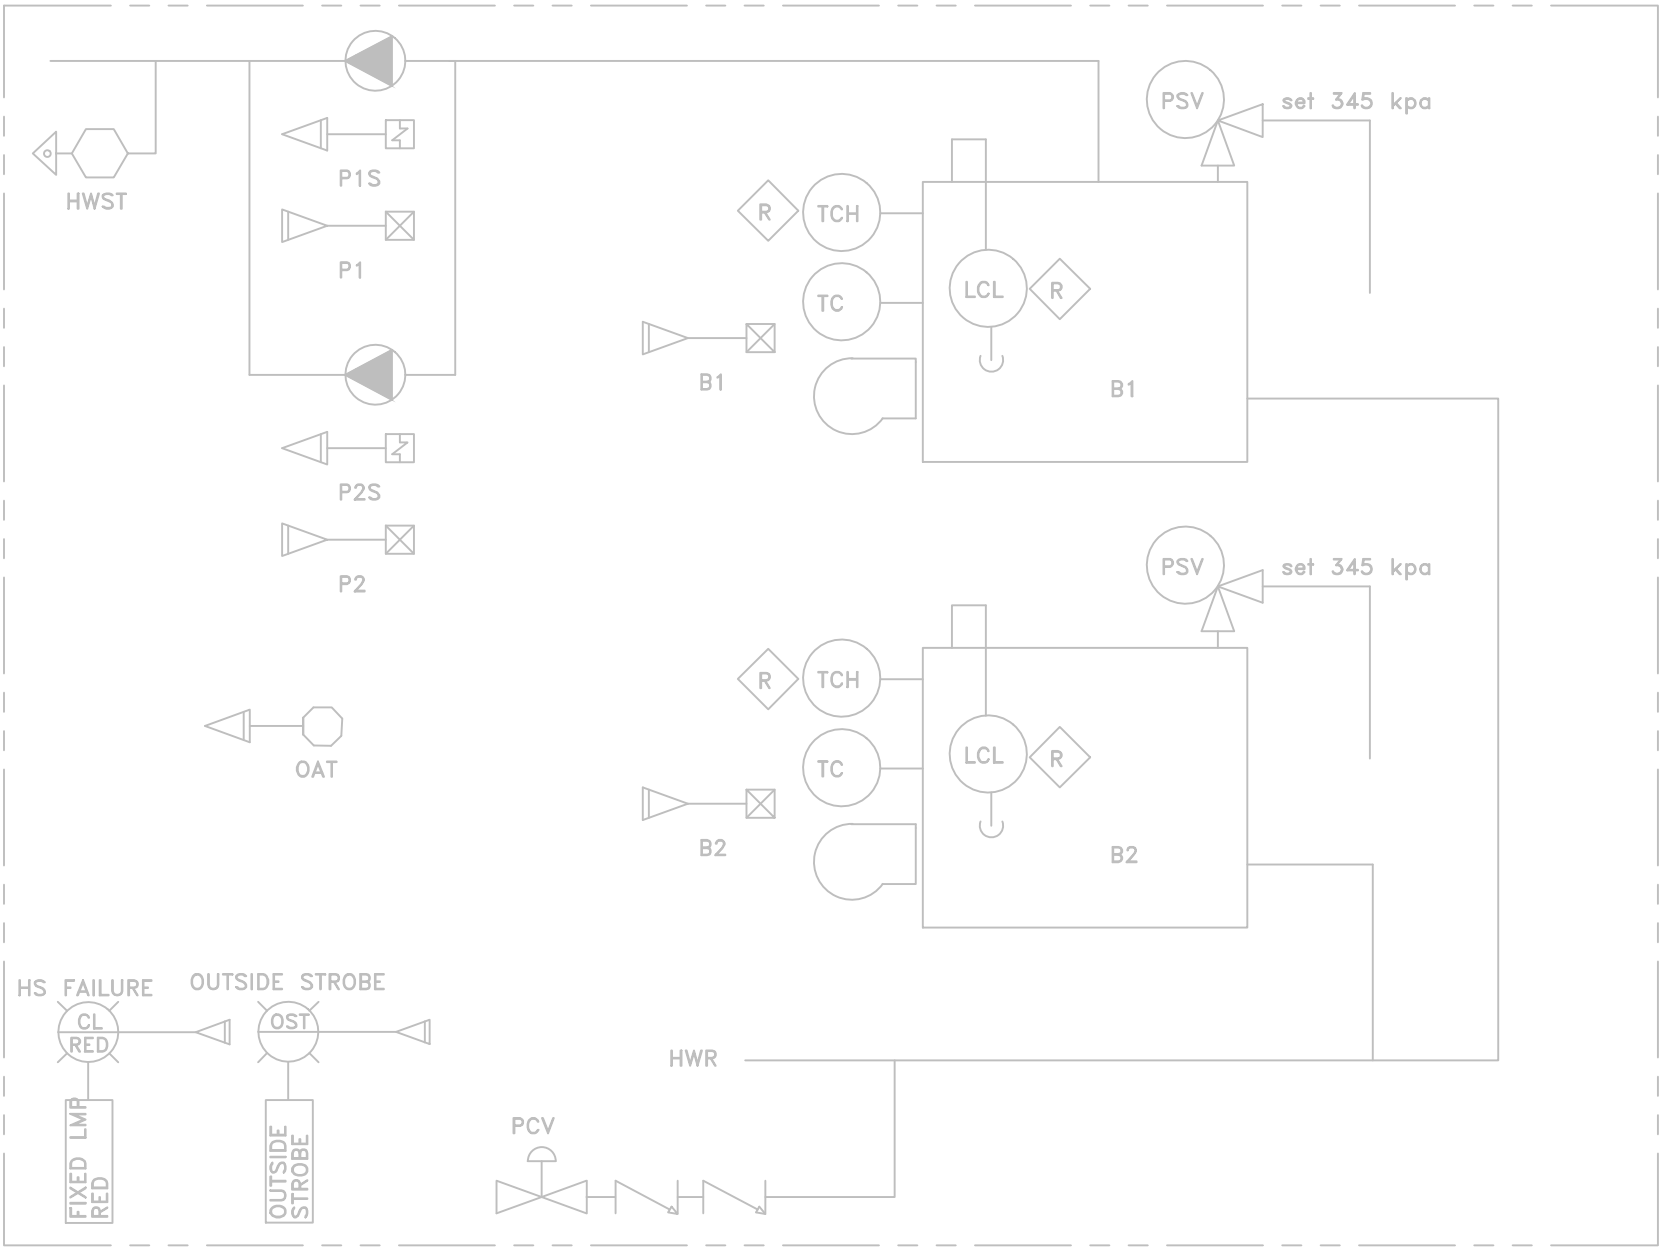 PSV
set 345 kpa
HWST
P1S
R
TCH
P1
TC
LCL
R
B1
B1
P2S
PSV
set 345 kpa
P2
R
TCH
OAT
TC
LCL
R
B2
B2
HS FAILURE
OUTSIDE STROBE
CL
RED
OST
HWR
FIXED LMP
RED
OUTSIDE
STROBE
PCV